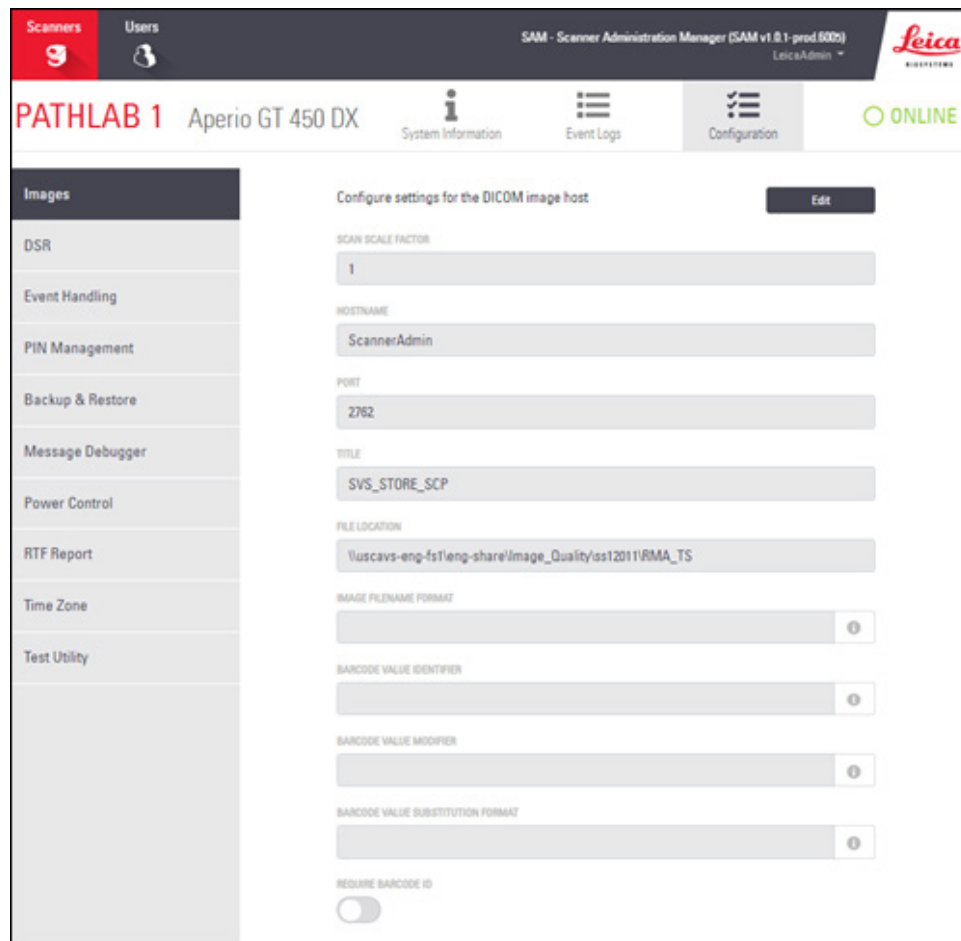 Scanners
Users
SAM - Scanner Administration Manager (SAM v1.0.1-prod.6005)
LeicaAdmin
Leica
BIOSYSTEMS
PATHLAB 1
Aperio GT 450 DX
System Information
Event Logs
Configuration
ONLINE
Images
DSR
Event Handling
PIN Management
Backup & Restore
Message Debugger
Power Control
RTF Report
Time Zone
Test Utility
Configure settings for the DICOM image host
Edit
SCAN SCALE FACTOR
1
HOSTNAME
ScannerAdmin
PORT
2762
TITLE
SVS_STORE_SCP
FILE LOCATION
\\uscavs-eng-fs1\eng-share\Image_Quality\ss12011\RMA_TS
IMAGE FILENAME FORMAT
BARCODE VALUE IDENTIFIER
BARCODE VALUE MODIFIER
BARCODE VALUE SUBSTITUTION FORMAT
REQUIRE BARCODE ID